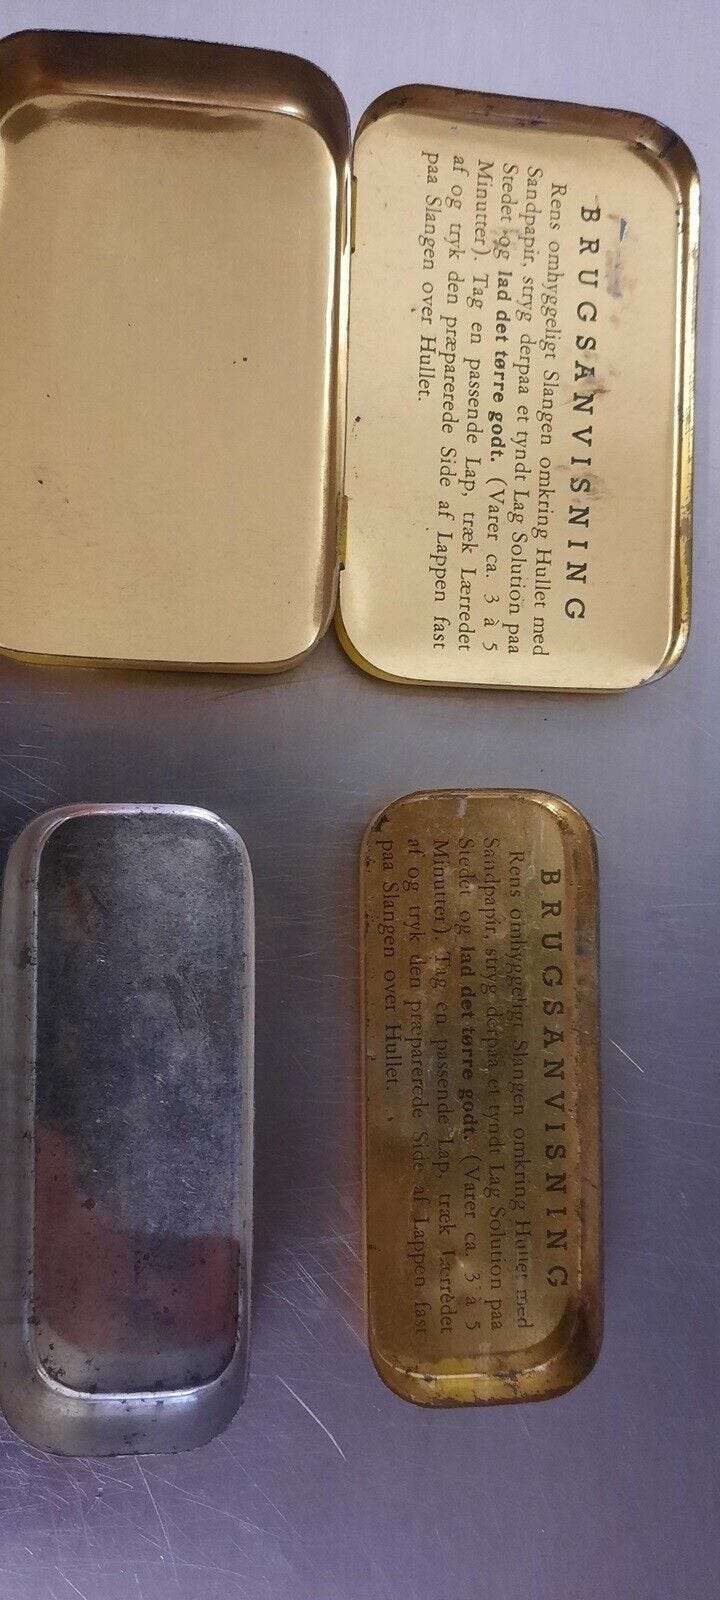 BRUGSANVISNING
Rens omhyggeligt Slangen omkring Hullet med
Sandpapir, stryg derpaa et tyndt Lag Solution paa
Stedet og lad det tørre godt. (Varer ca. 3 à 5
Minutter). Tag en passende Lap, træk Lærredet
af og tryk den præparerede Side af Lappen fast
paa Slangen over Hullet.
BRUGSANVISNING
Rens omhyggeligt Slangen omkring Hullet med
Sandpapir, stryg derpaa et tyndt Lag Solution paa
Stedet og lad det tørre godt. (Varer ca. 3 à 5
Minutter). Tag en passende Lap, træk Lærredet
af og tryk den præparerede Side af Lappen fast
paa Slangen over Hullet.